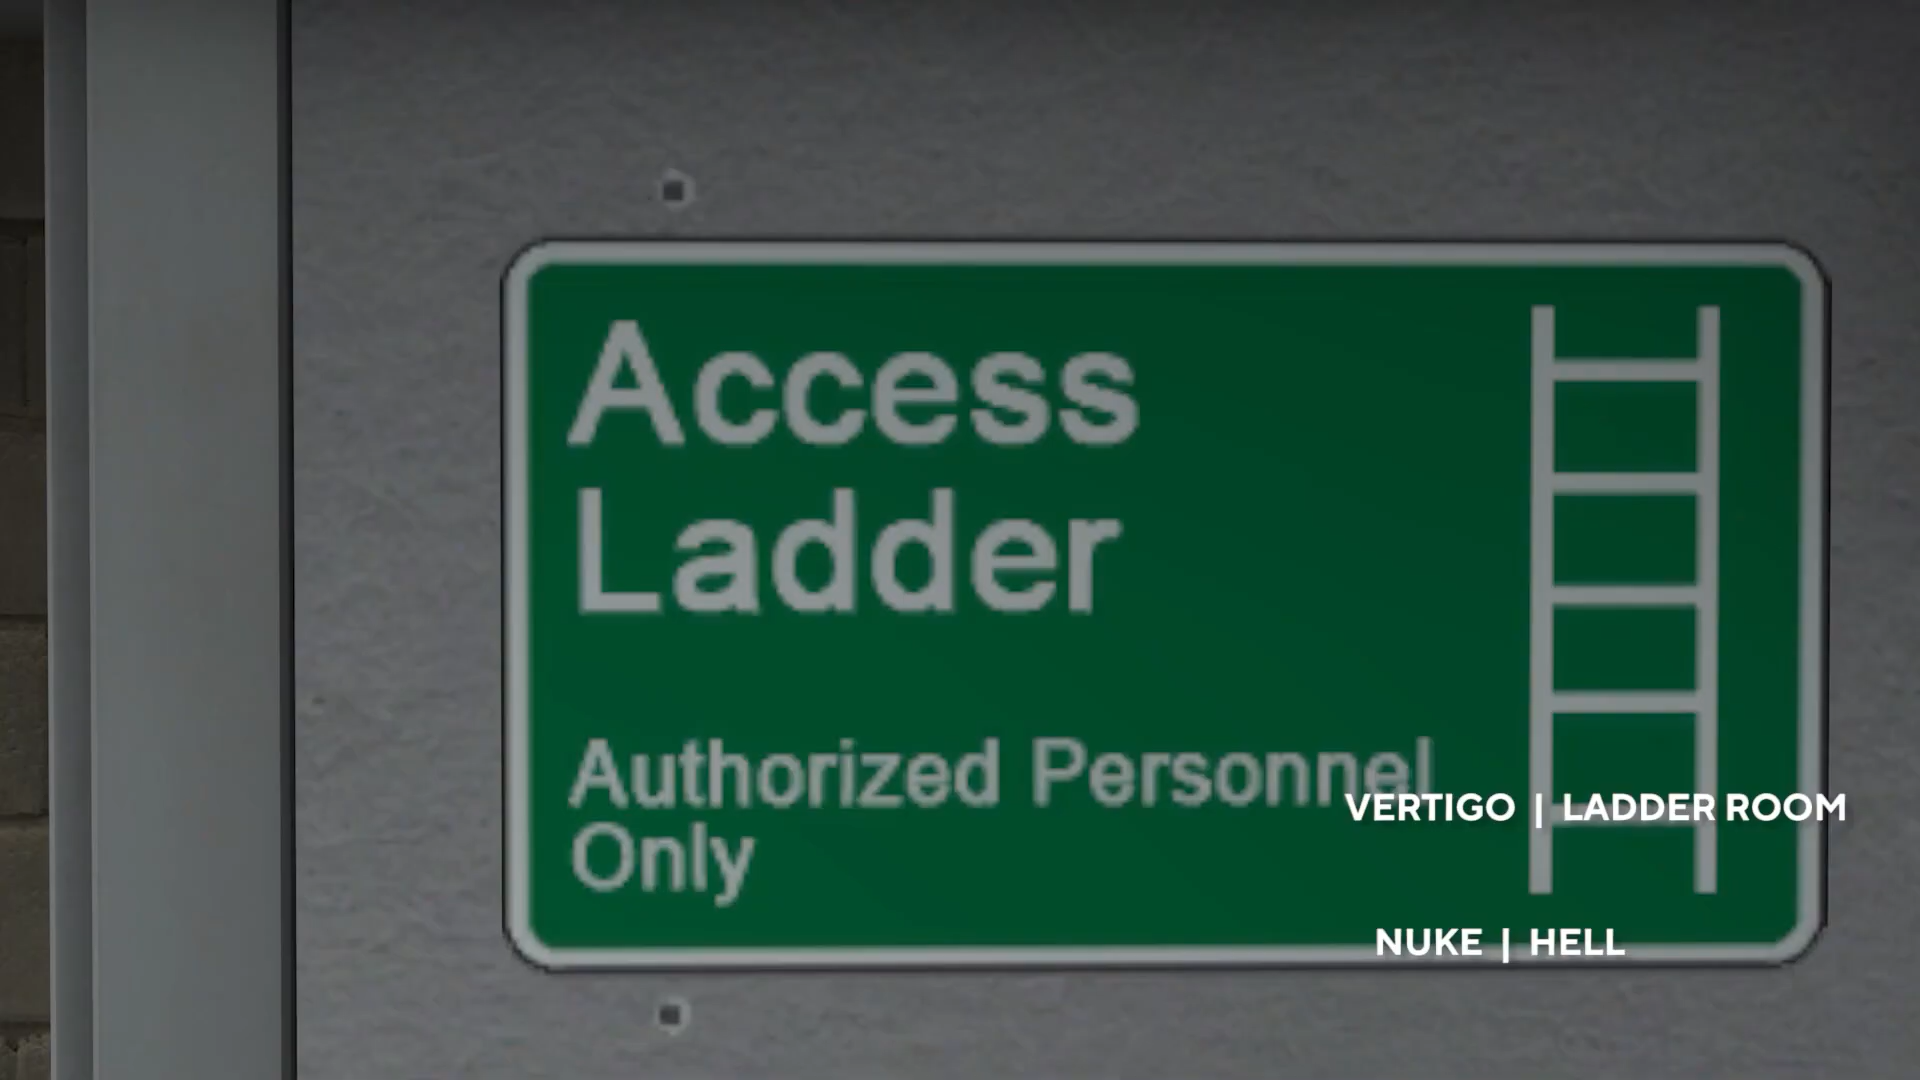 Access
Ladder
Authorized Personnel
Only
VERTIGO | LADDER ROOM
NUKE | HELL